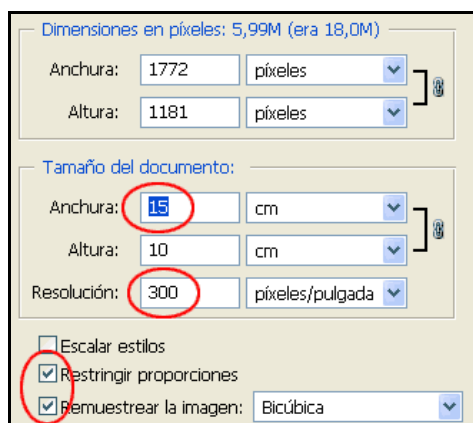 Dimensiones en píxeles: 5,99M (era 18,0M)
Anchura: 1772 píxeles
Altura: 1181 píxeles
Tamaño del documento:
Anchura: 15 cm
Altura: 10 cm
Resolución: 300 píxeles/pulgada
Escalar estilos
Restringir proporciones
Remuestrear la imagen: Bicúbica